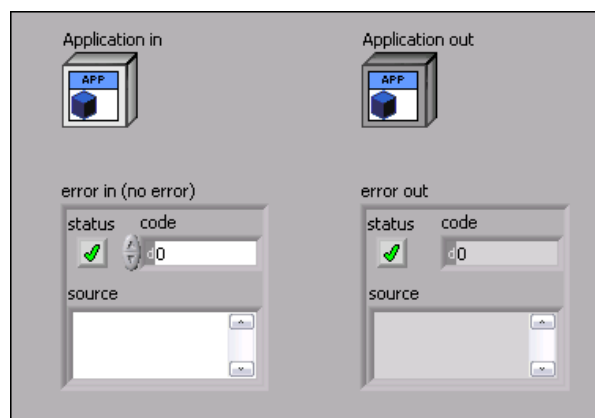 Application in
Application out
APP
APP
error in (no error)
error out
status code
status code
d0
d0
source
source